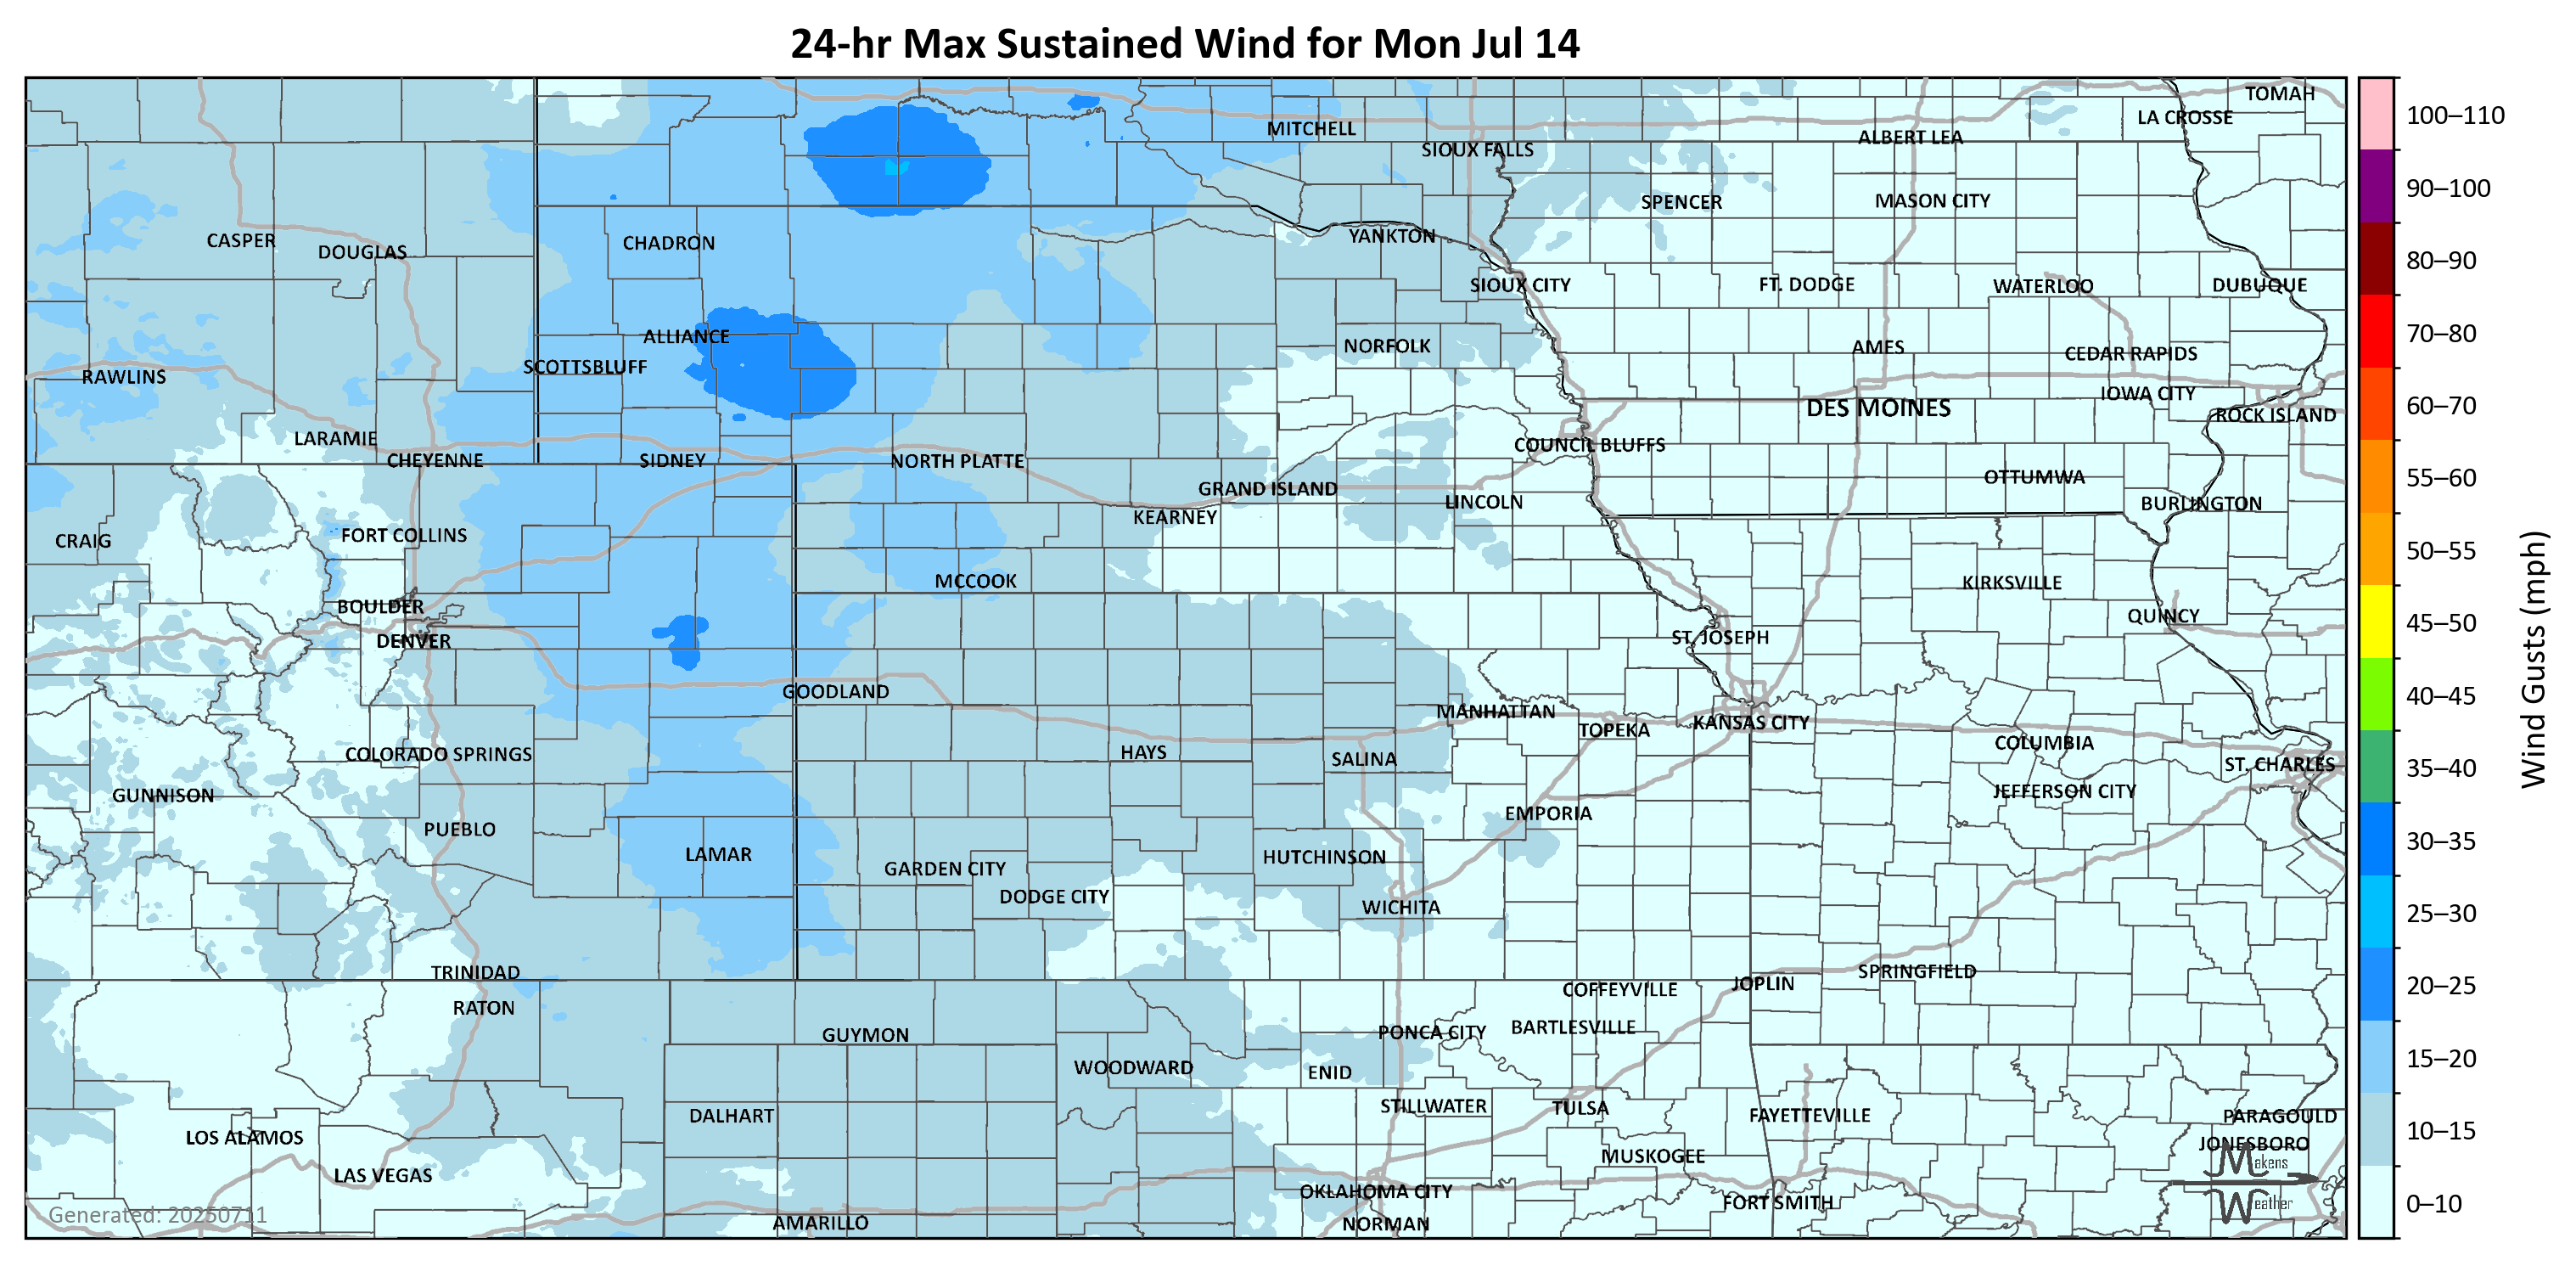 24-hr Max Sustained Wind for Mon Jul 14
TOMAH
LA CROSSE
MITCHELL
ALBERT LEA
SIOUX FALLS
SPENCER
MASON CITY
CASPER
DOUGLAS
CHADRON
YANKTON
SIOUX CITY
FT. DODGE
WATERLOO
DUBUQUE
ALLIANCE
NORFOLK
AMES
CEDAR RAPIDS
SCOTTSBLUFF
RAWLINS
IOWA CITY
DES MOINES
ROCK ISLAND
LARAMIE
COUNCIL BLUFFS
CHEYENNE
SIDNEY
NORTH PLATTE
OTTUMWA
GRAND ISLAND
LINCOLN
BURLINGTON
KEARNEY
CRAIG
FORT COLLINS
MCCOOK
KIRKSVILLE
BOULDER
QUINCY
DENVER
ST. JOSEPH
GOODLAND
MANHATTAN
TOPEKA
KANSAS CITY
COLUMBIA
COLORADO SPRINGS
HAYS
SALINA
ST. CHARLES
GUNNISON
JEFFERSON CITY
EMPORIA
PUEBLO
LAMAR
HUTCHINSON
GARDEN CITY
DODGE CITY
WICHITA
TRINIDAD
SPRINGFIELD
JOPLIN
COFFEYVILLE
RATON
GUYMON
PONCA CITY
BARTLESVILLE
WOODWARD
ENID
STILLWATER
TULSA
DALHART
FAYETTEVILLE
PARAGOULD
LOS ALAMOS
JONESBORO
MUSKOGEE
LAS VEGAS
OKLAHOMA CITY
FORT SMITH
AMARILLO
NORMAN
Generated: 20250711
Makens
Weather
100–110
90–100
80–90
70–80
60–70
55–60
50–55
45–50
40–45
35–40
30–35
25–30
20–25
15–20
10–15
0–10
Wind Gusts (mph)